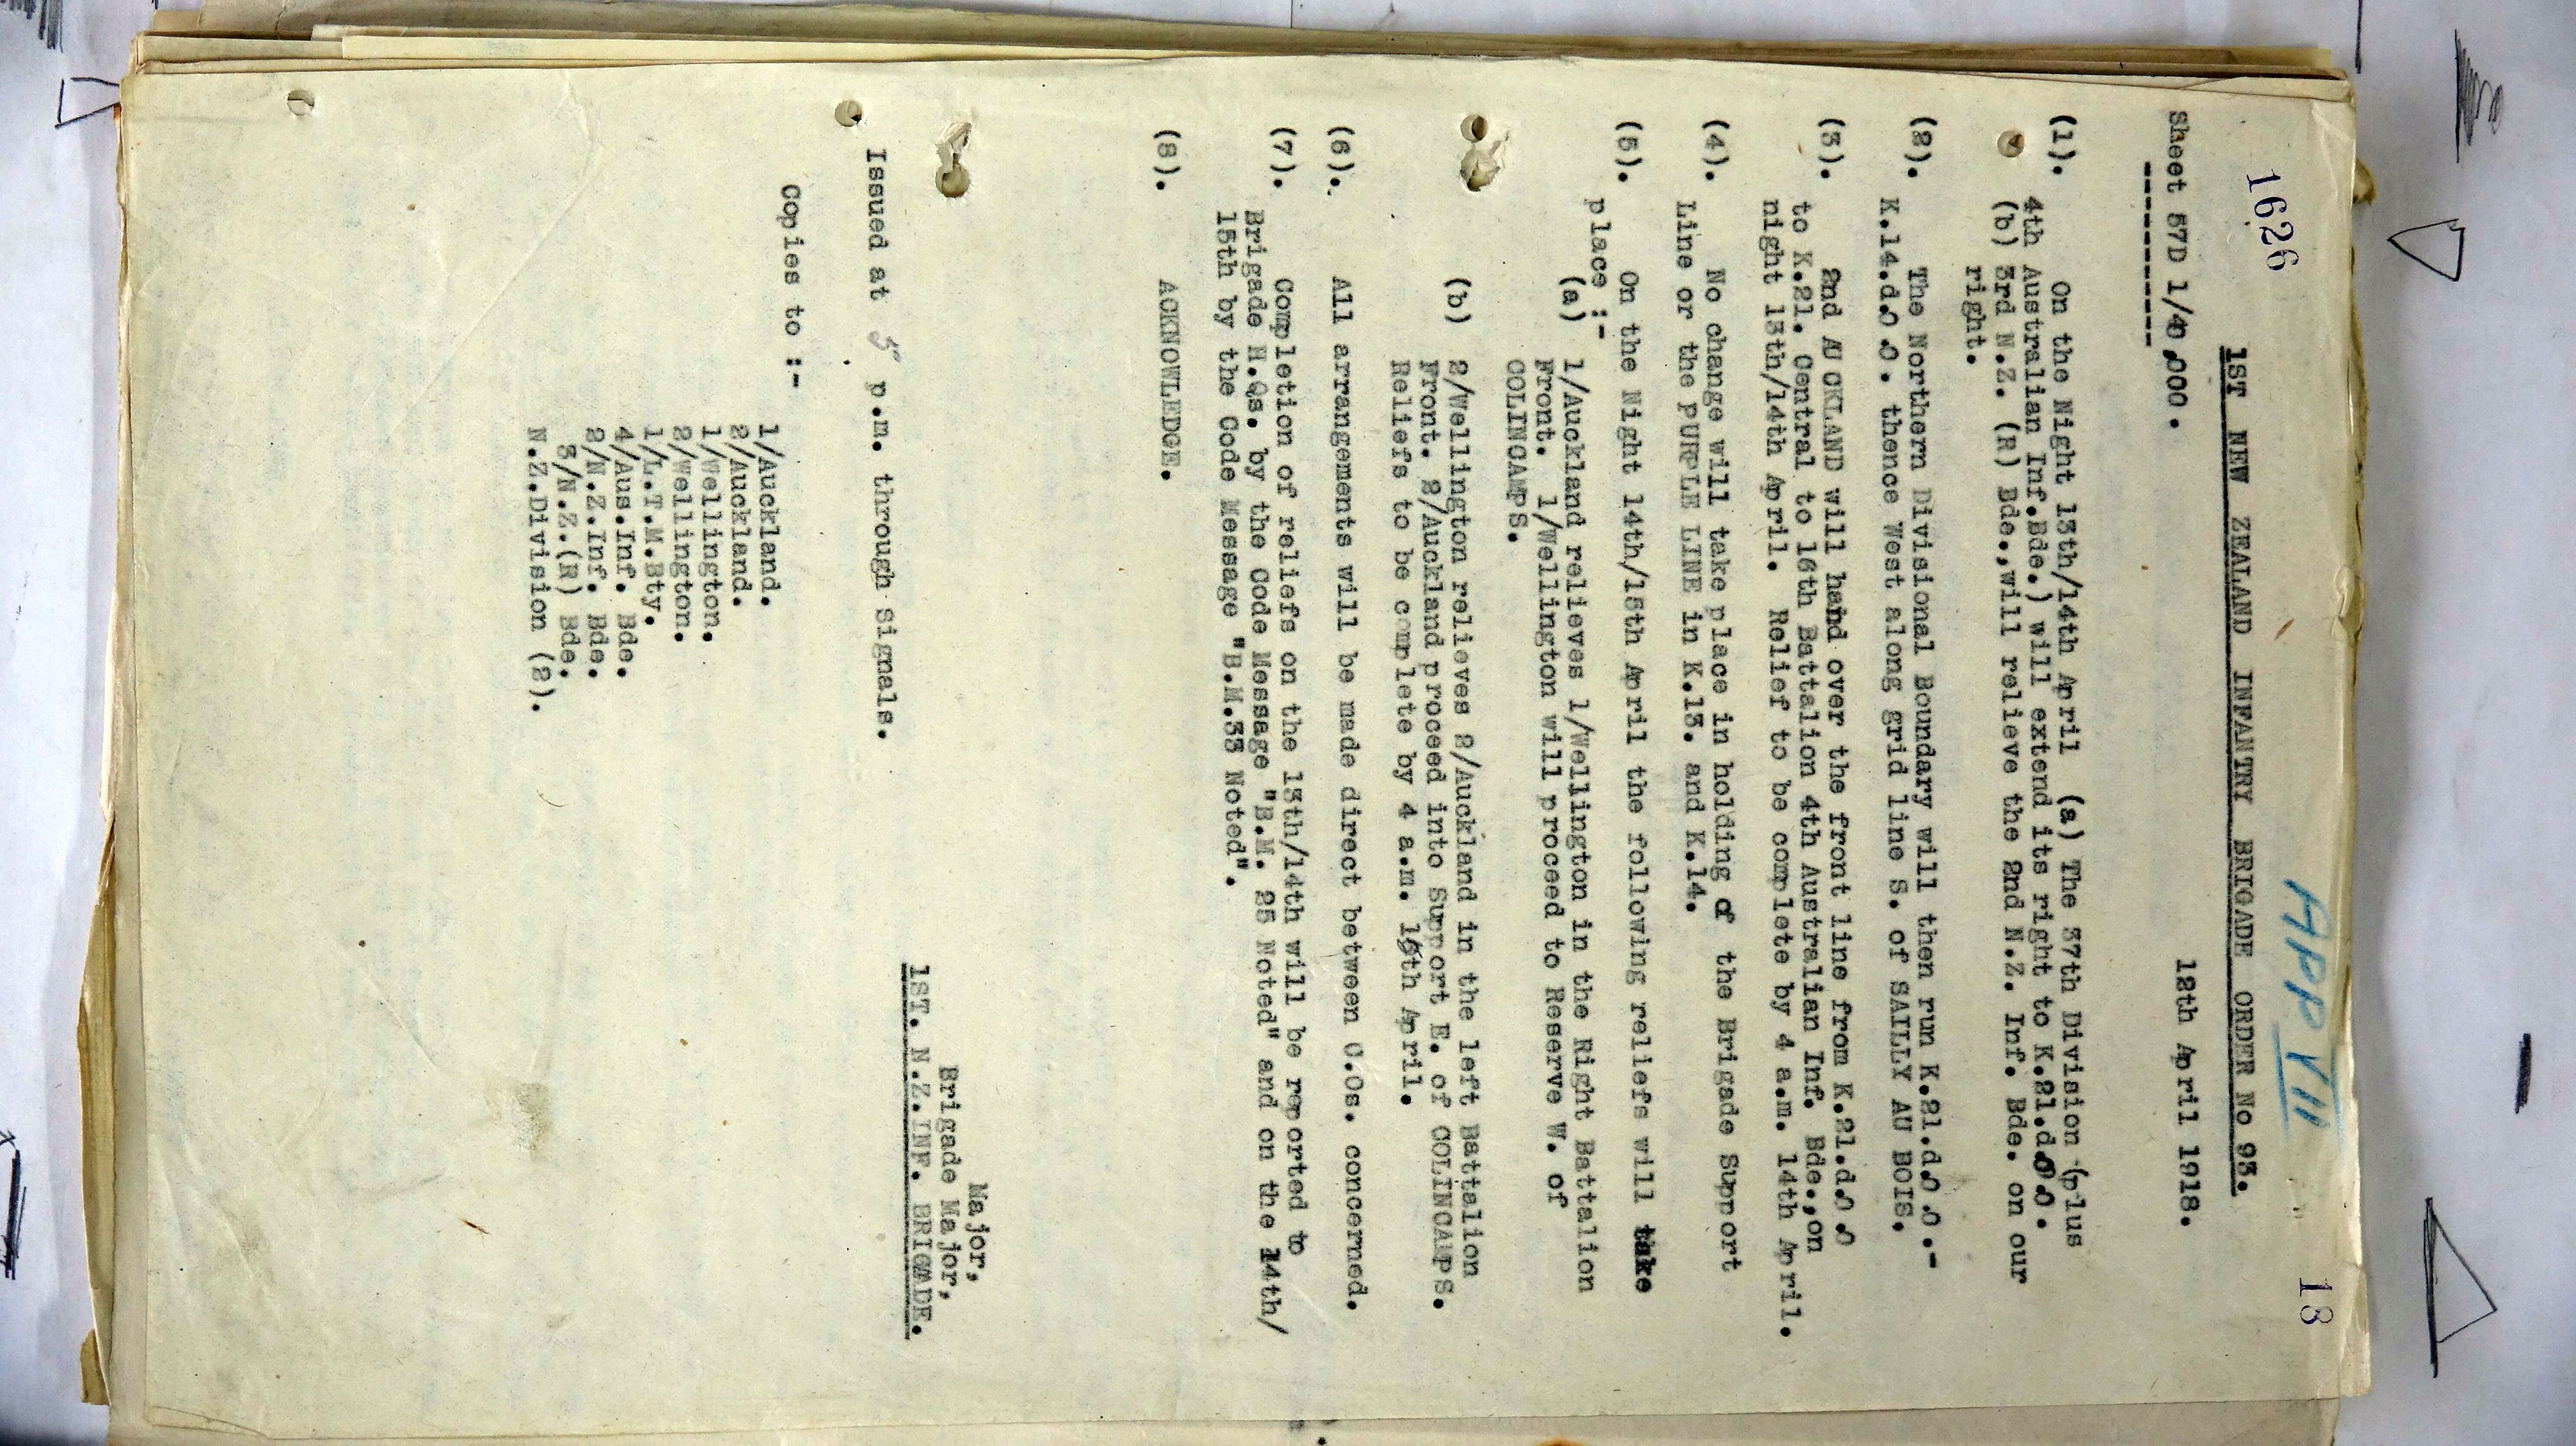 1626
APP VII
18
1ST NEW ZEALAND INFANTRY BRIGADE ORDER No 93.
Sheet 57D 1/40,000.
12th April 1918.
(1). On the Night 13th/14th April (a) The 37th Division (plus
4th Australian Inf.Bde.) will extend its right to K.21.d.0.0.
(b) 3rd N.Z. (R) Bde., will relieve the 2nd N.Z. Inf. Bde. on our
right.
(2). The Northern Divisional Boundary will then run K.21.d.0.0.-
K.14.d.0.0. thence West along grid line S. of SAILLY AU BOIS.
(3). 2nd AUCKLAND will hand over the front line from K.21.d.0.0
to K.21. Central to 16th Battalion 4th Australian Inf. Bde.,on
night 13th/14th April. Relief to be complete by 4 a.m. 14th April.
(4). No change will take place in holding of the Brigade Support
Line or the PURPLE LINE in K.13. and K.14.
(5). On the Night 14th/15th April the following reliefs will take
place :-
(a) 1/Auckland relieves 1/Wellington in the Right Battalion
Front. 1/Wellington will proceed to Reserve W. of
COLINCAMPS.
(b) 2/Wellington relieves 2/Auckland in the left Battalion
Front. 2/Auckland proceed into Support E. of COLINCAMPS.
Reliefs to be complete by 4 a.m. 15th April.
(6). All arrangements will be made direct between C.Os. concerned.
(7). Completion of reliefs on the 13th/14th will be reported to
Brigade H.Qs. by the Code Message "B.M. 25 Noted" and on the 14th/
15th by the Code Message "B.M.33 Noted".
(8). ACKNOWLEDGE.
Major,
Brigade Major,
1ST. N.Z.INF. BRIGADE.
Issued at 5 p.m. through Signals.
Copies to :-
1/Auckland.
2/Auckland.
1/Wellington.
2/Wellington.
1/L.T.M.Bty.
4/Aus.Inf. Bde.
2/N.Z.Inf. Bde.
3/N.Z.(R) Bde.
N.Z.Division (2).